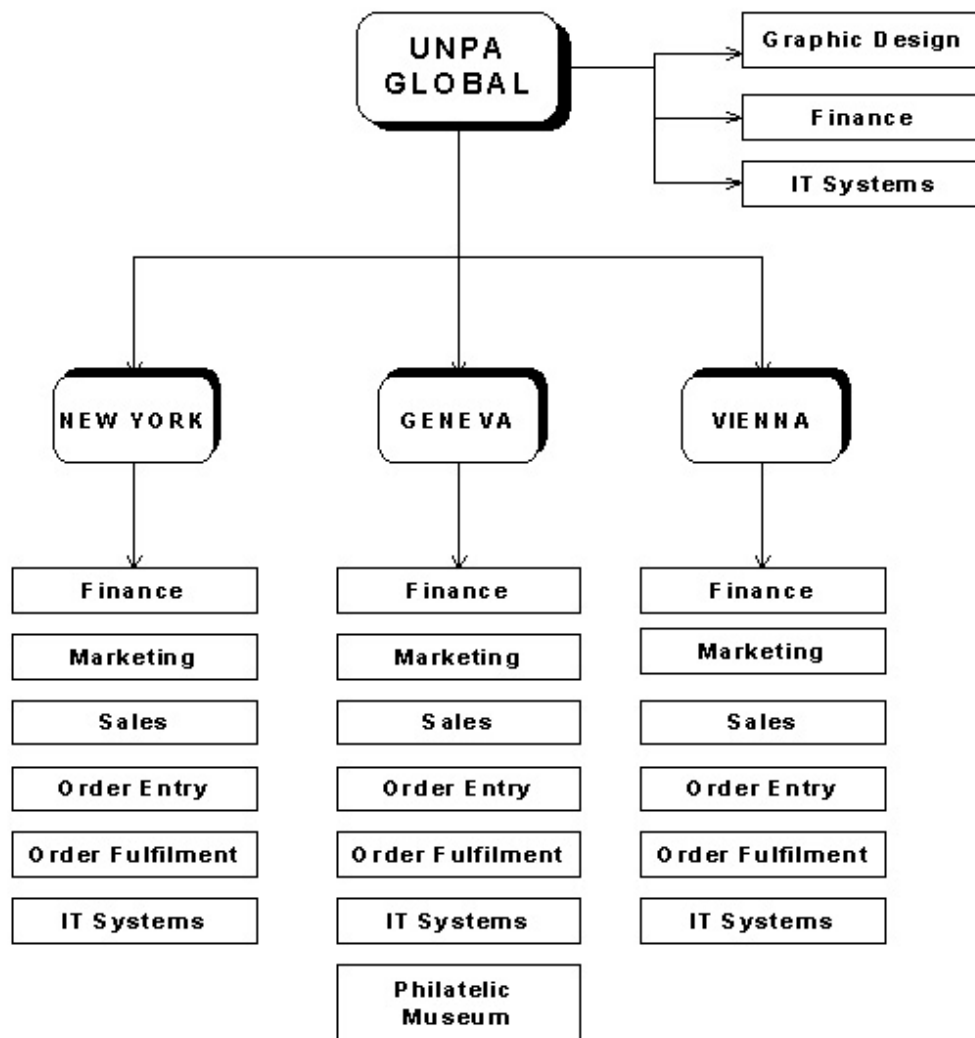 UNPA
GLOBAL
Graphic Design
Finance
IT Systems
NEW YORK
GENEVA
VIENNA
Finance
Marketing
Sales
Order Entry
Order Fulfilment
IT Systems
Finance
Marketing
Sales
Order Entry
Order Fulfilment
IT Systems
Philatelic
Museum
Finance
Marketing
Sales
Order Entry
Order Fulfilment
IT Systems